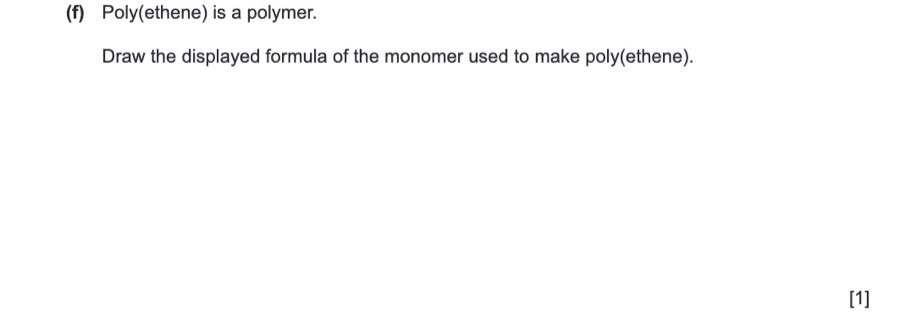 (f) Poly(ethene) is a polymer.
Draw the displayed formula of the monomer used to make poly(ethene).
[1]